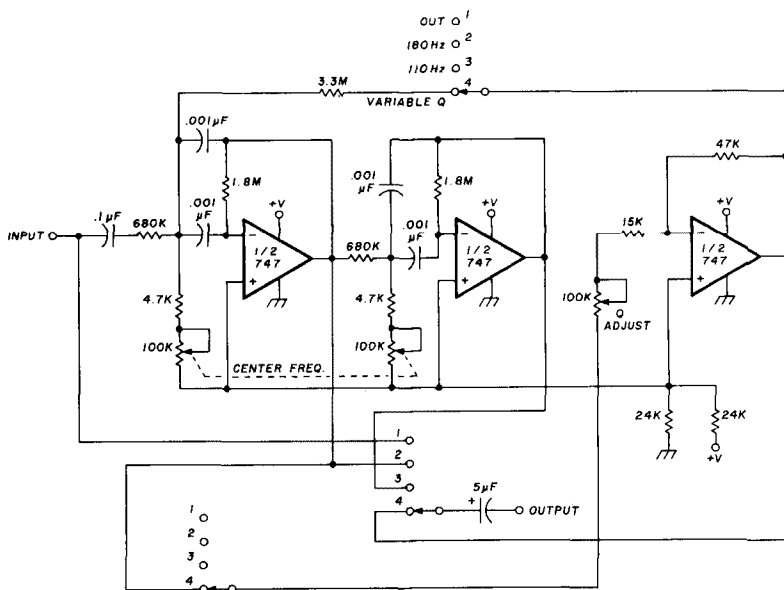 OUT 1
180Hz 2
110Hz 3
4
3.3M
VARIABLE Q
.001µF
1.8M
.001
µF
1.8M
47K
+V
+V
+V
INPUT
.1µF
680K
.001
µF
1/2
747
680K
.001
µF
1/2
747
15K
1/2
747
4.7K
4.7K
100K
Q
ADJUST
100K
CENTER FREQ.
100K
24K
24K
+V
1
2
3
4
5µF
+
OUTPUT
1
2
3
4